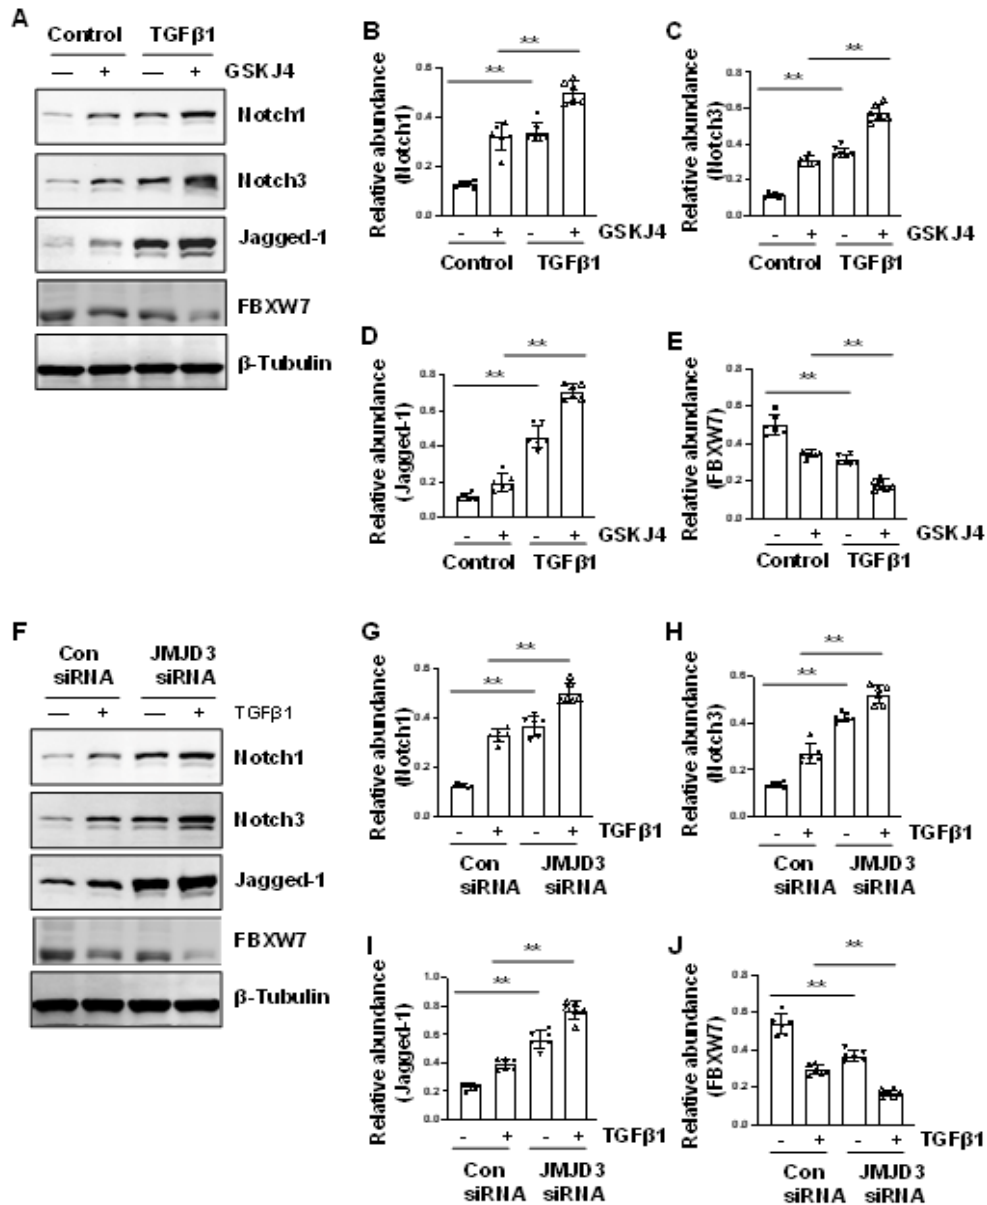 A
Control TGFβ1
— + — + GSKJ4
Notch1
Notch3
Jagged-1
FBXW7
β-Tubulin
B
**
**
Relative abundance
(Notch1)
0.6
0.4
0.2
0.0
- + - + GSKJ4
Control TGFβ1
C
**
**
Relative abundance
(Notch3)
0.8
0.6
0.4
0.2
0.0
- + - + GSKJ4
Control TGFβ1
D
**
**
Relative abundance
(Jagged-1)
0.8
0.6
0.4
0.2
0.0
- + - + GSKJ4
Control TGFβ1
E
**
**
Relative abundance
(FBXW7)
0.8
0.6
0.4
0.2
0.0
- + - + GSKJ4
Control TGFβ1
F
Con JMJD3
siRNA siRNA
— + — + TGFβ1
Notch1
Notch3
Jagged-1
FBXW7
β-Tubulin
G
**
**
Relative abundance
(Notch1)
0.6
0.4
0.2
0.0
- + - + TGFβ1
Con JMJD3
siRNA siRNA
H
**
**
Relative abundance
(Notch3)
0.6
0.4
0.2
0.0
- + - + TGFβ1
Con JMJD3
siRNA siRNA
I
**
**
Relative abundance
(Jagged-1)
1.0
0.8
0.6
0.4
0.2
0.0
- + - + TGFβ1
Con JMJD3
siRNA siRNA
J
**
**
Relative abundance
(FBXW7)
0.8
0.6
0.4
0.2
0.0
- + - + TGFβ1
Con JMJD3
siRNA siRNA